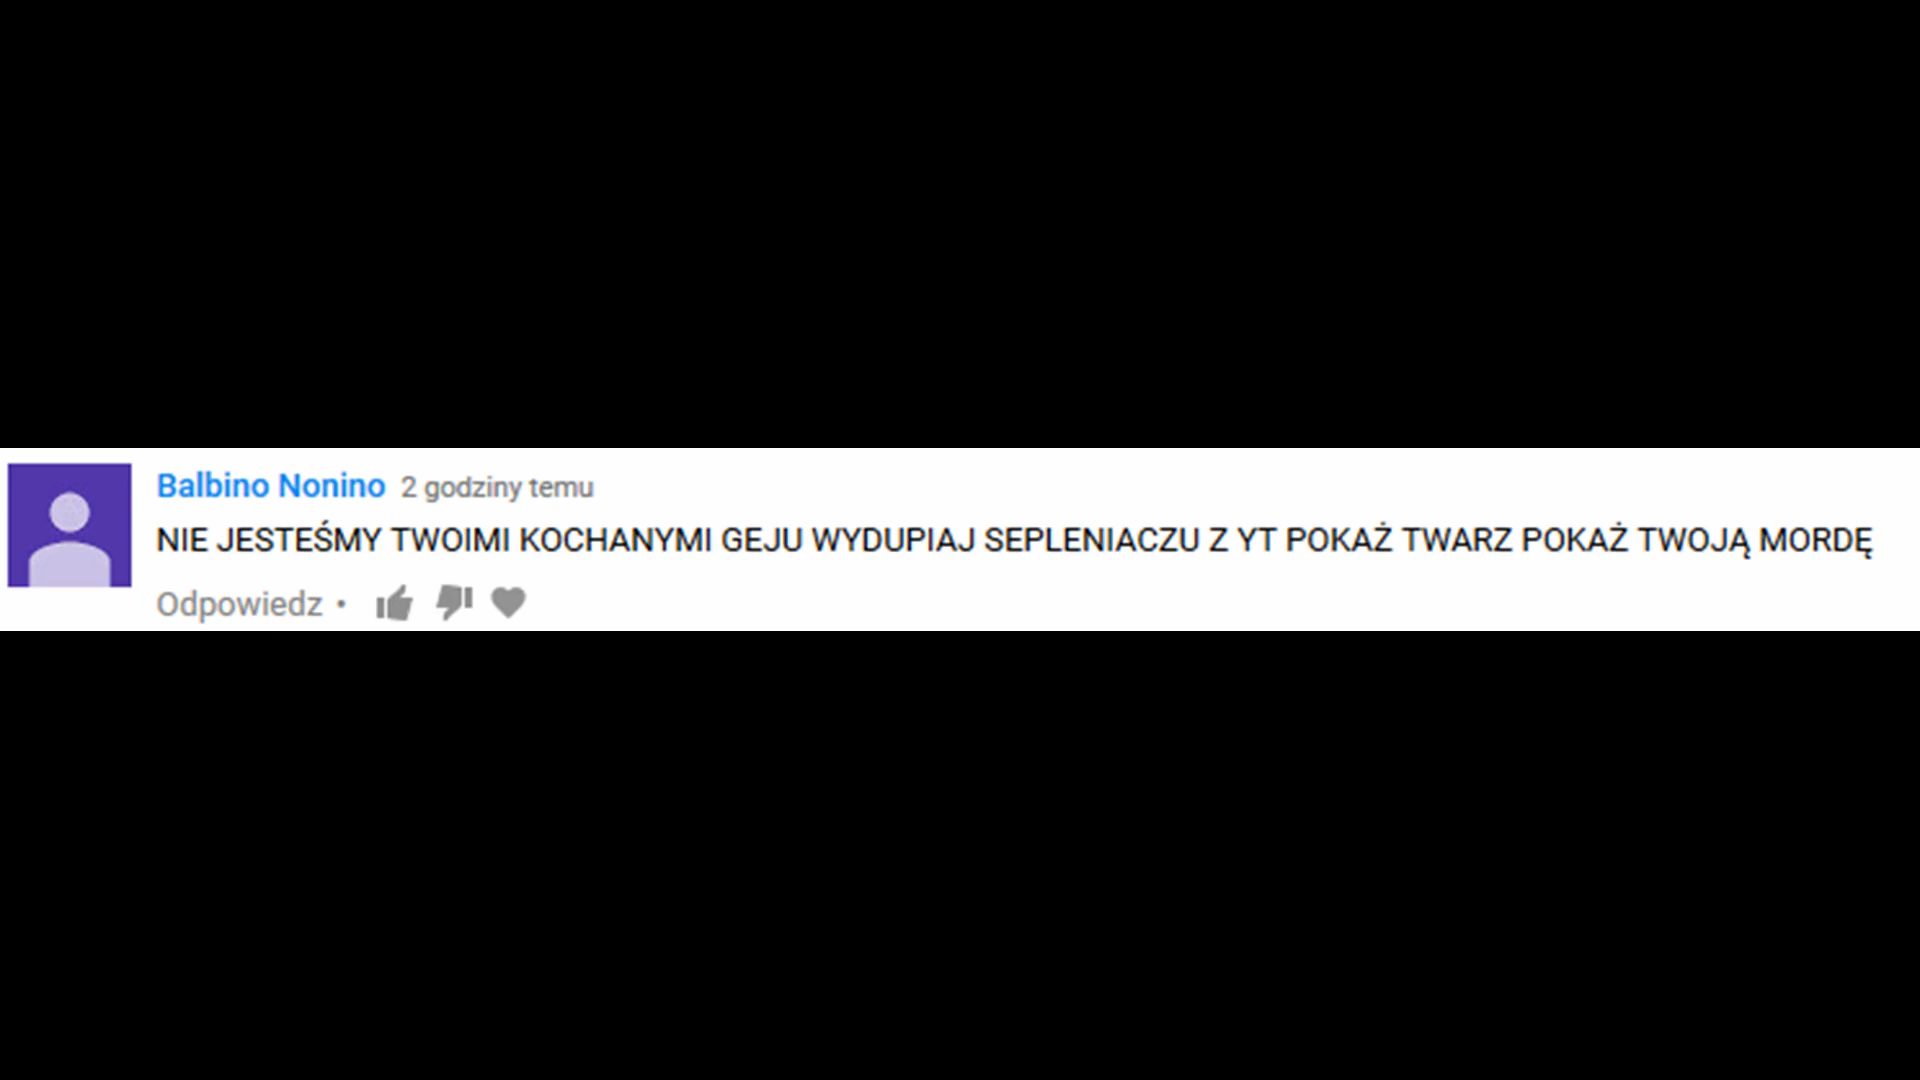 Balbino Nonino 2 godziny temu
NIE JESTEŚMY TWOIMI KOCHANYMI GEJU WYDUPIAJ SEPLENIACZU Z YT POKAŻ TWARZ POKAŻ TWOJĄ MORDĘ
Odpowiedz •